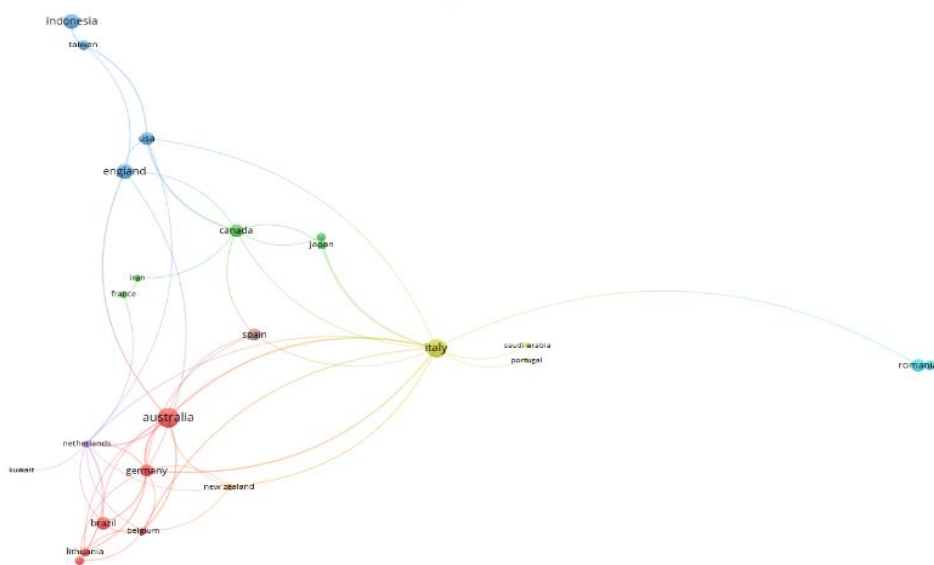 indonesia
taiwan
usa
england
canada
japan
iran
france
spain
italy
saudi arabia
portugal
romania
australia
netherlands
kuwait
germany
new zealand
brazil
belgium
lithuania